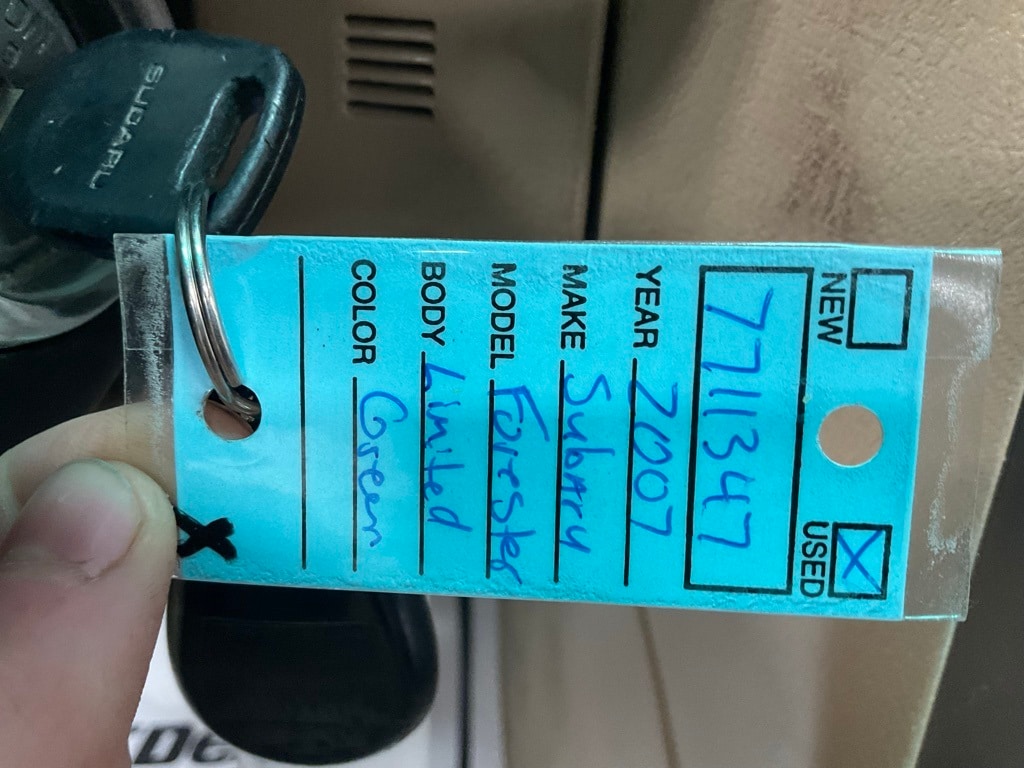 NEW USED
7711347
YEAR 2007
MAKE Subaru
MODEL Forester
BODY Limited
COLOR Green
X
SUBARU